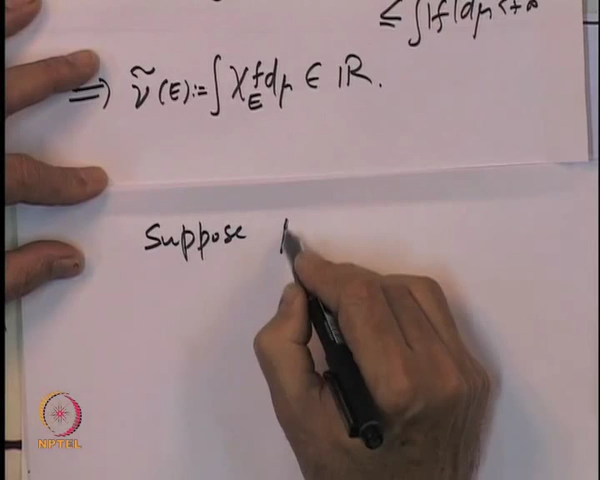 ≤ ∫|f|dμ < +∞
⟹ ν̃(E) := ∫ χ_E f dμ ∈ ℝ.
Suppose
NPTEL